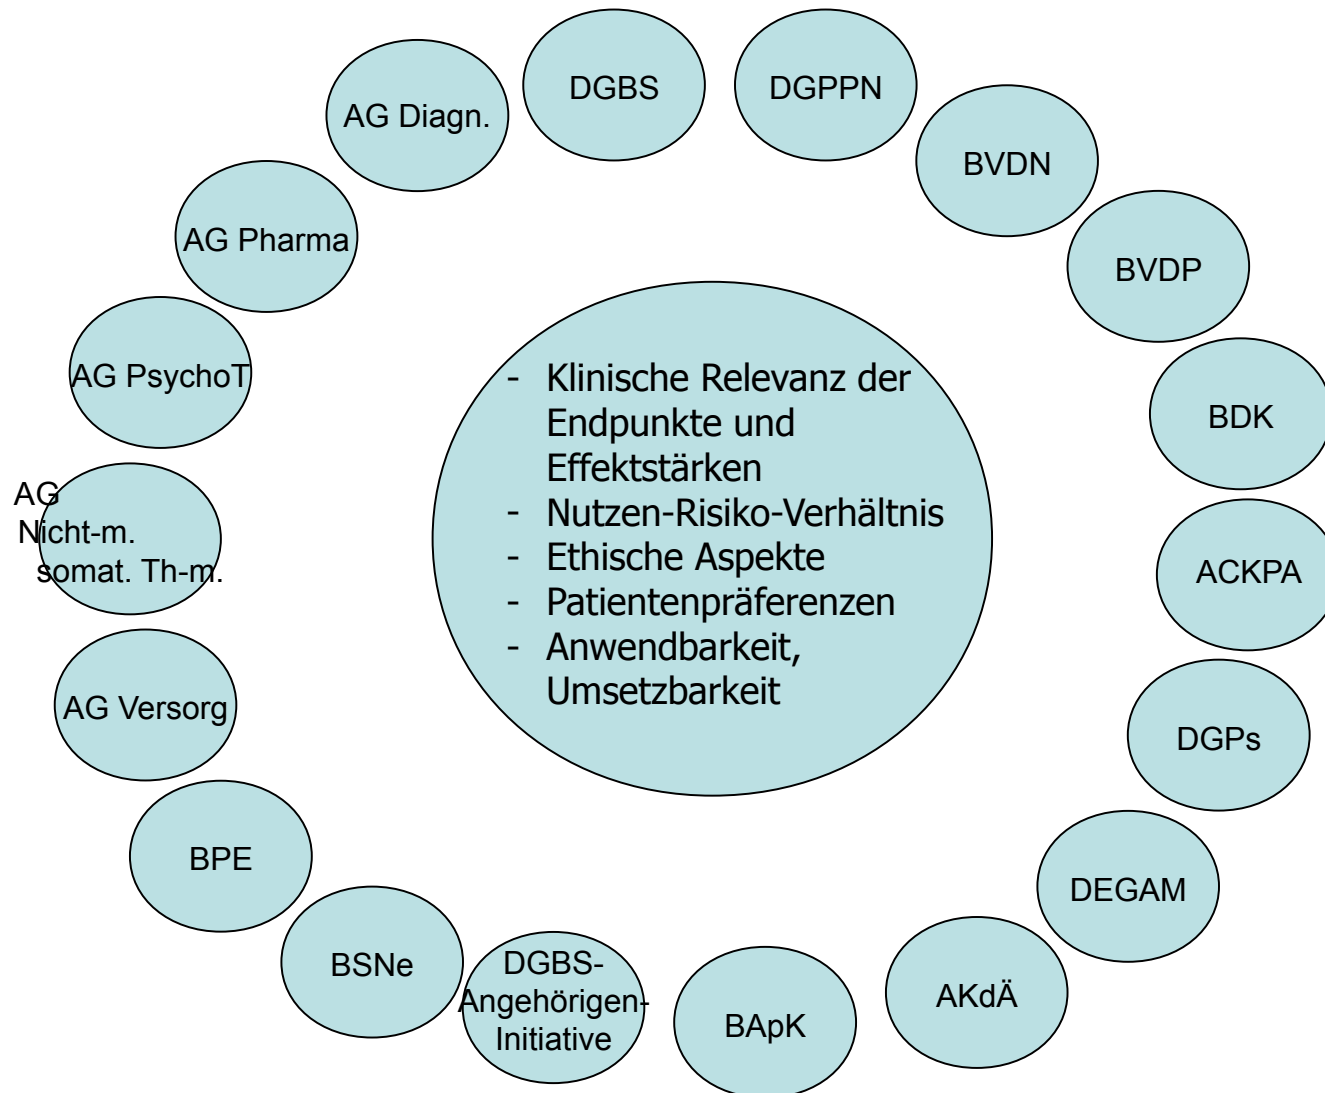 DGBS
DGPPN
AG Diagn.
BVDN
AG Pharma
BVDP
AG PsychoT
BDK
- Klinische Relevanz der
Endpunkte und
Effektstärken
- Nutzen-Risiko-Verhältnis
- Ethische Aspekte
- Patientenpräferenzen
- Anwendbarkeit,
Umsetzbarkeit
AG
Nicht-m.
somat. Th-m.
ACKPA
AG Versorg
DGPs
BPE
DEGAM
BSNe
DGBS-
Angehörigen-
Initiative
BApK
AKdÄ